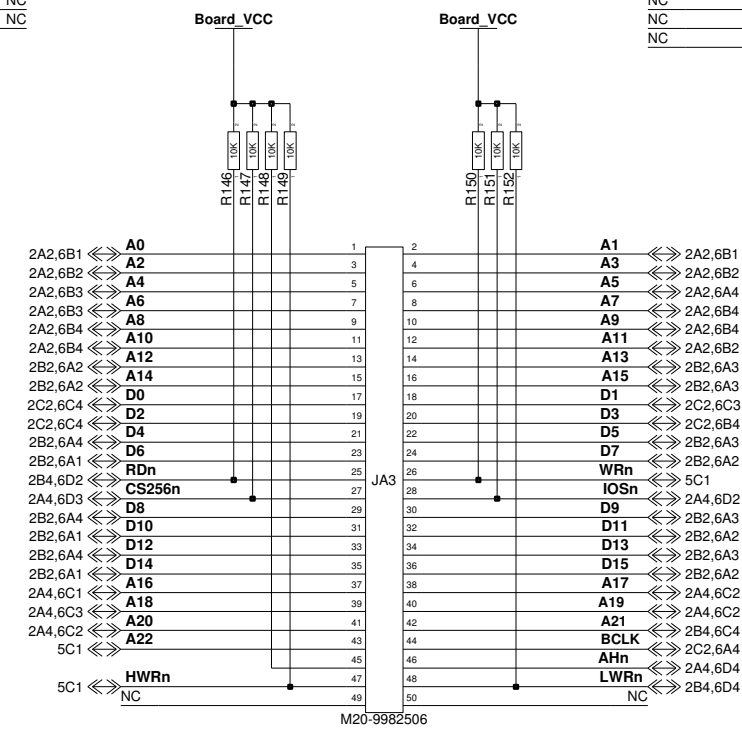 NC NC
NC NC
NC
Board_VCC Board_VCC
10K 10K 10K 10K 10K 10K 10K
R146 R147 R148 R149 R150 R151 R152
2A2,6B1 A0 1 2 A1 2A2,6B1
2A2,6B2 A2 3 4 A3 2A2,6B2
2A2,6B3 A4 5 6 A5 2A2,6A4
2A2,6B3 A6 7 8 A7 2A2,6B4
2A2,6B4 A8 9 10 A9 2A2,6B4
2A2,6B4 A10 11 12 A11 2A2,6B2
2B2,6A2 A12 13 14 A13 2B2,6A3
2B2,6A2 A14 15 16 A15 2B2,6A3
2C2,6C4 D0 17 18 D1 2C2,6C3
2C2,6C4 D2 19 20 D3 2C2,6B4
2B2,6A4 D4 21 22 D5 2B2,6A3
2B2,6A1 D6 23 24 D7 2B2,6A2
2B4,6D2 RDn 25 JA3 26 WRn 5C1
2A4,6D3 CS256n 27 28 IOSn 2A4,6D2
2B2,6A4 D8 29 30 D9 2B2,6A3
2B2,6A1 D10 31 32 D11 2B2,6A2
2B2,6A4 D12 33 34 D13 2B2,6A3
2B2,6A1 D14 35 36 D15 2B2,6A2
2A4,6C1 A16 37 38 A17 2A4,6C2
2A4,6C3 A18 39 40 A19 2A4,6C2
2A4,6C2 A20 41 42 A21 2B4,6C4
5C1 A22 43 44 BCLK 2C2,6A4
45 46 AHn 2A4,6D4
5C1 HWRn 47 48 LWRn 2B4,6D4
NC 49 50 NC
M20-9982506